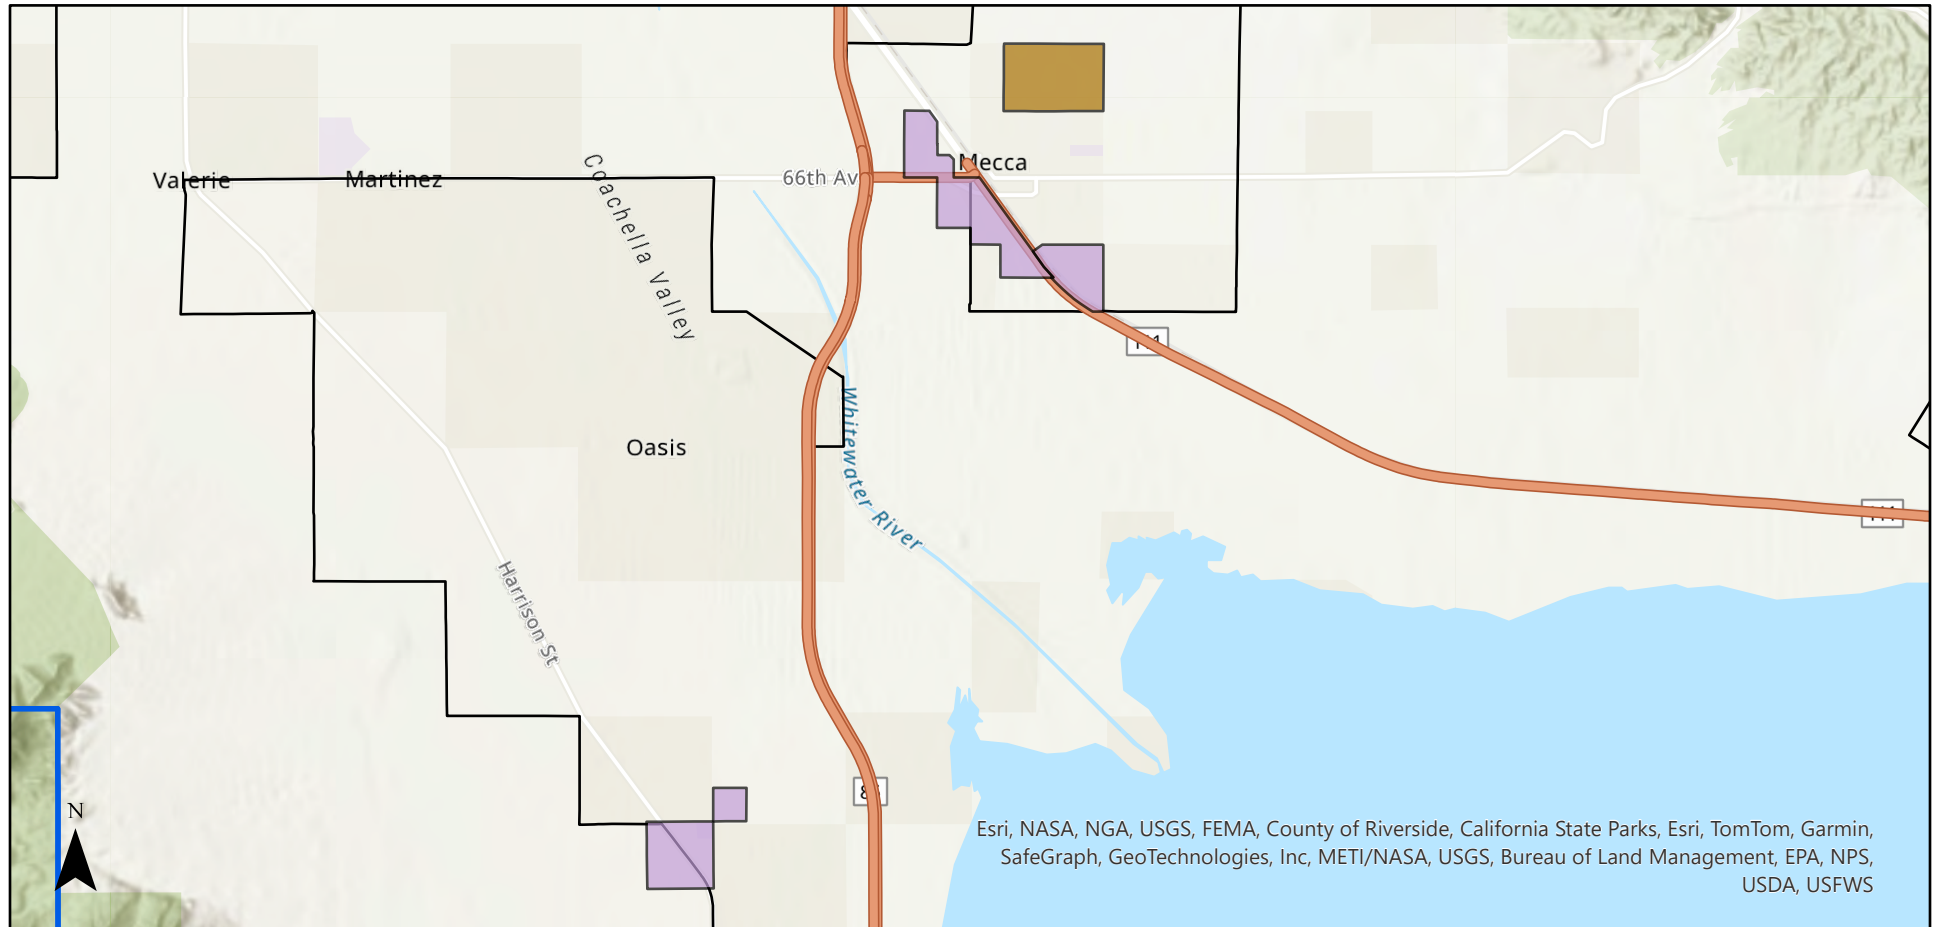 Mecca
66th Av
Valerie
Martinez
Coachella Valley
Oasis
Whitewater River
Harrison St
N
Esri, NASA, NGA, USGS, FEMA, County of Riverside, California State Parks, Esri, TomTom, Garmin,
SafeGraph, GeoTechnologies, Inc, METI/NASA, USGS, Bureau of Land Management, EPA, NPS,
USDA, USFWS